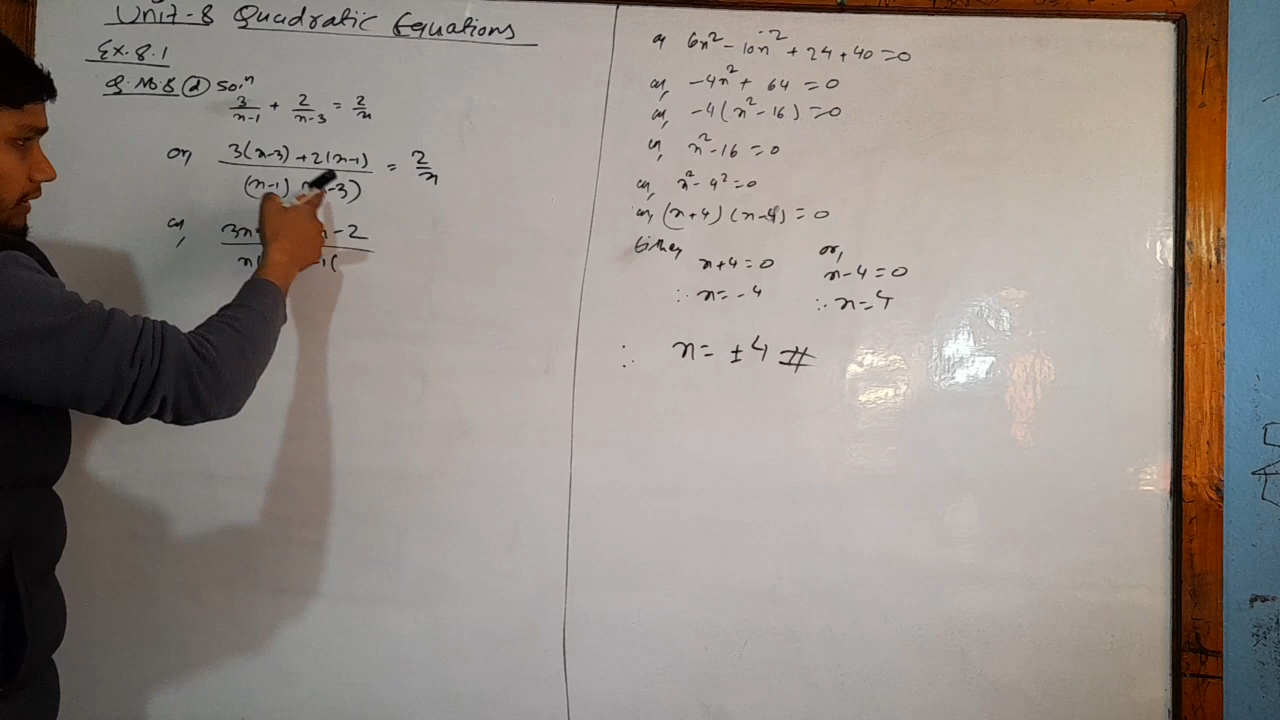 Unit-8 Quadratic Equations
Ex. 8.1
Q.No.8 (d) Soln
3/(x-1) + 2/(x-3) = 2/x
or, (3(x-3)+2(x-1))/((x-1) -3) = 2/x
or, 3x -2
or, 6x² - 10x² + 24 + 40 = 0
or, -4x² + 64 = 0
or, -4(x² - 16) = 0
or, x² - 16 = 0
or, x² - 4² = 0
or, (x+4) (x-4) = 0
Either or,
x+4=0 x-4=0
∴ x=-4 ∴ x=4
∴ x= ±4 #